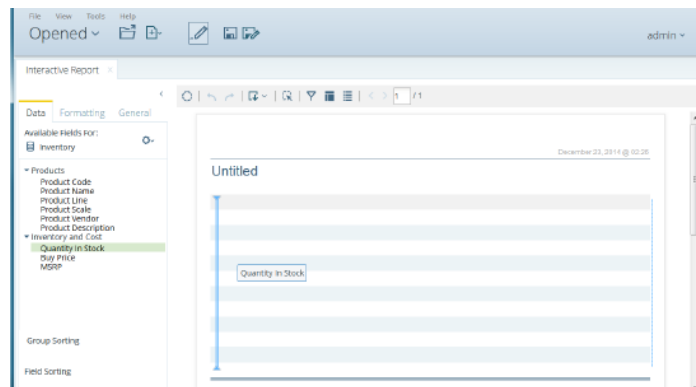 File View Tools Help
Opened
admin
Interactive Report
1 /1
Data Formatting General
Available Fields For:
Inventory
December 23, 2014 @ 02:26
Untitled
Products
Product Code
Product Name
Product Line
Product Scale
Product Vendor
Product Description
Inventory and Cost
Quantity In Stock
Buy Price
MSRP
Quantity In Stock
Group Sorting
Field Sorting